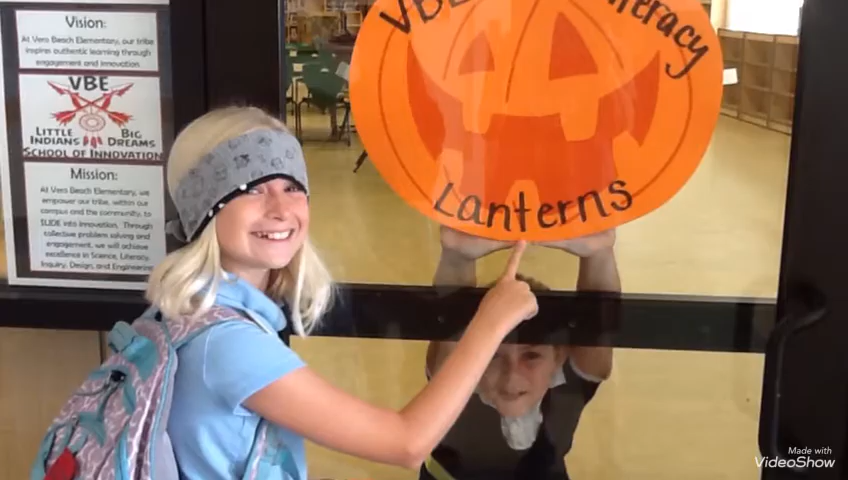 Vision:
At Vero Beach Elementary, our tribe
inspires authentic learning through
engagement and innovation.
VBE
LITTLE BIG
INDIANS DREAMS
SCHOOL OF INNOVATION
Mission:
At Vero Beach Elementary, we
empower our tribe, within our
campus and the community, to
SLIDE into innovation. Through
collective problem solving and
engagement, we will achieve
excellence in Science, Literacy,
Inquiry, Design, and Engineering
VBE Literacy
Lanterns
Made with
VideoShow